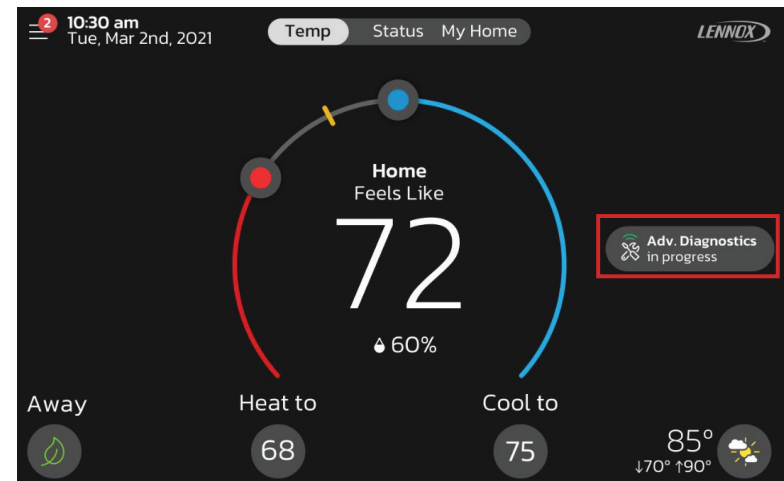 2
10:30 am
Tue, Mar 2nd, 2021
Temp Status My Home
LENNOX
Home
Feels Like
72
60%
Adv. Diagnostics
in progress
Away
Heat to
Cool to
68
75
85°
↓70° ↑90°